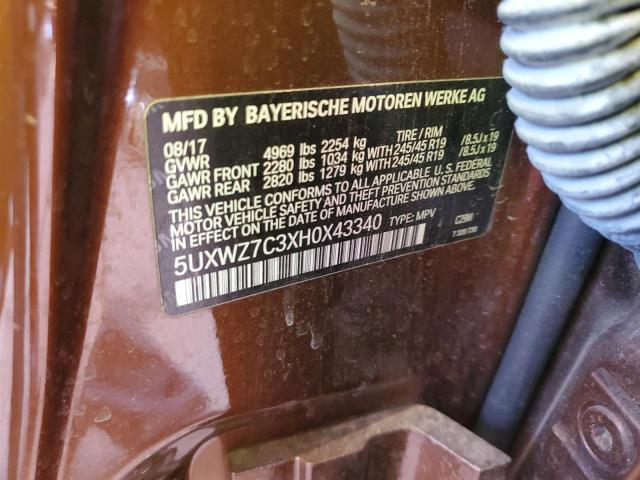 MFD BY BAYERISCHE MOTOREN WERKE AG
08/17 TIRE / RIM
GVWR 4969 lbs 2254 kg
GAWR FRONT 2280 lbs 1034 kg WITH 245/45 R19 /8.5J x 19
GAWR REAR 2820 lbs 1279 kg WITH 245/45 R19 /8.5J x 19
THIS VEHICLE CONFORMS TO ALL APPLICABLE U.S. FEDERAL
MOTOR VEHICLE SAFETY AND THEFT PREVENTION STANDARDS
IN EFFECT ON THE DATE OF MANUFACTURE SHOWN ABOVE.
5UXWZ7C3XH0X43340 TYPE: MPV C29M
7 320 730